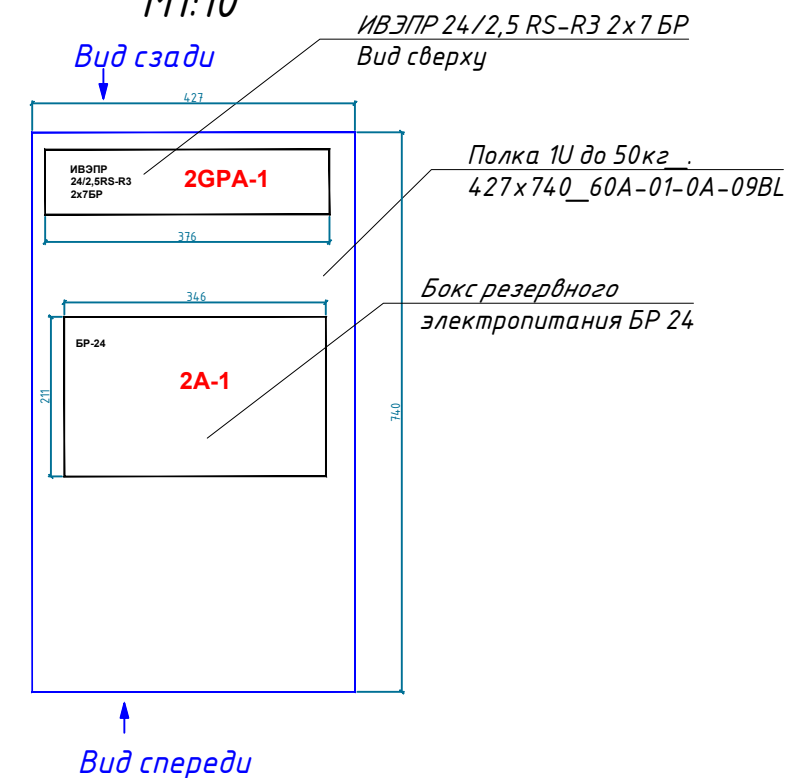 М1:10
ИВЭПР 24/2,5 RS-R3 2х7 БР
Вид сзади
Вид сверху
427
ИВЭПР
24/2,5RS-R3
2х7БР
2GPA-1
Полка 1U до 50кг__.
427х740__60А-01-0А-09BL
376
346
Бокс резервного
электропитания БР 24
БР-24
2А-1
211
740
Вид спереди